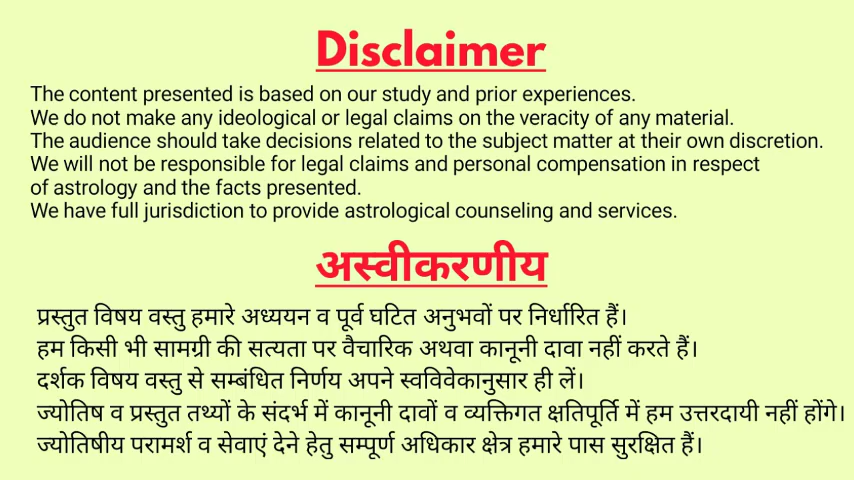 Disclaimer
The content presented is based on our study and prior experiences.
We do not make any ideological or legal claims on the veracity of any material.
The audience should take decisions related to the subject matter at their own discretion.
We will not be responsible for legal claims and personal compensation in respect
of astrology and the facts presented.
We have full jurisdiction to provide astrological counseling and services.
अस्वीकरणीय
प्रस्तुत विषय वस्तु हमारे अध्ययन व पूर्व घटित अनुभवों पर निर्धारित हैं।
हम किसी भी सामग्री की सत्यता पर वैचारिक अथवा कानूनी दावा नहीं करते हैं।
दर्शक विषय वस्तु से सम्बंधित निर्णय अपने स्वविवेकानुसार ही लें।
ज्योतिष व प्रस्तुत तथ्यों के संदर्भ में कानूनी दावों व व्यक्तिगत क्षतिपूर्ति में हम उत्तरदायी नहीं होंगे।
ज्योतिषीय परामर्श व सेवाएं देने हेतु सम्पूर्ण अधिकार क्षेत्र हमारे पास सुरक्षित हैं।